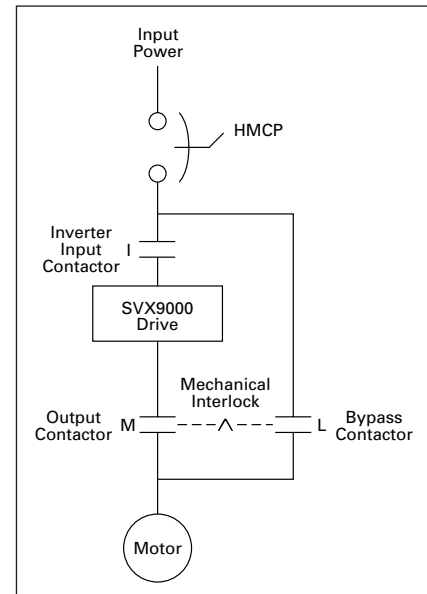 Input
Power
HMCP
Inverter
Input
Contactor
I
SVX9000
Drive
Mechanical
Interlock
Output
Contactor
M
L
Bypass
Contactor
Motor